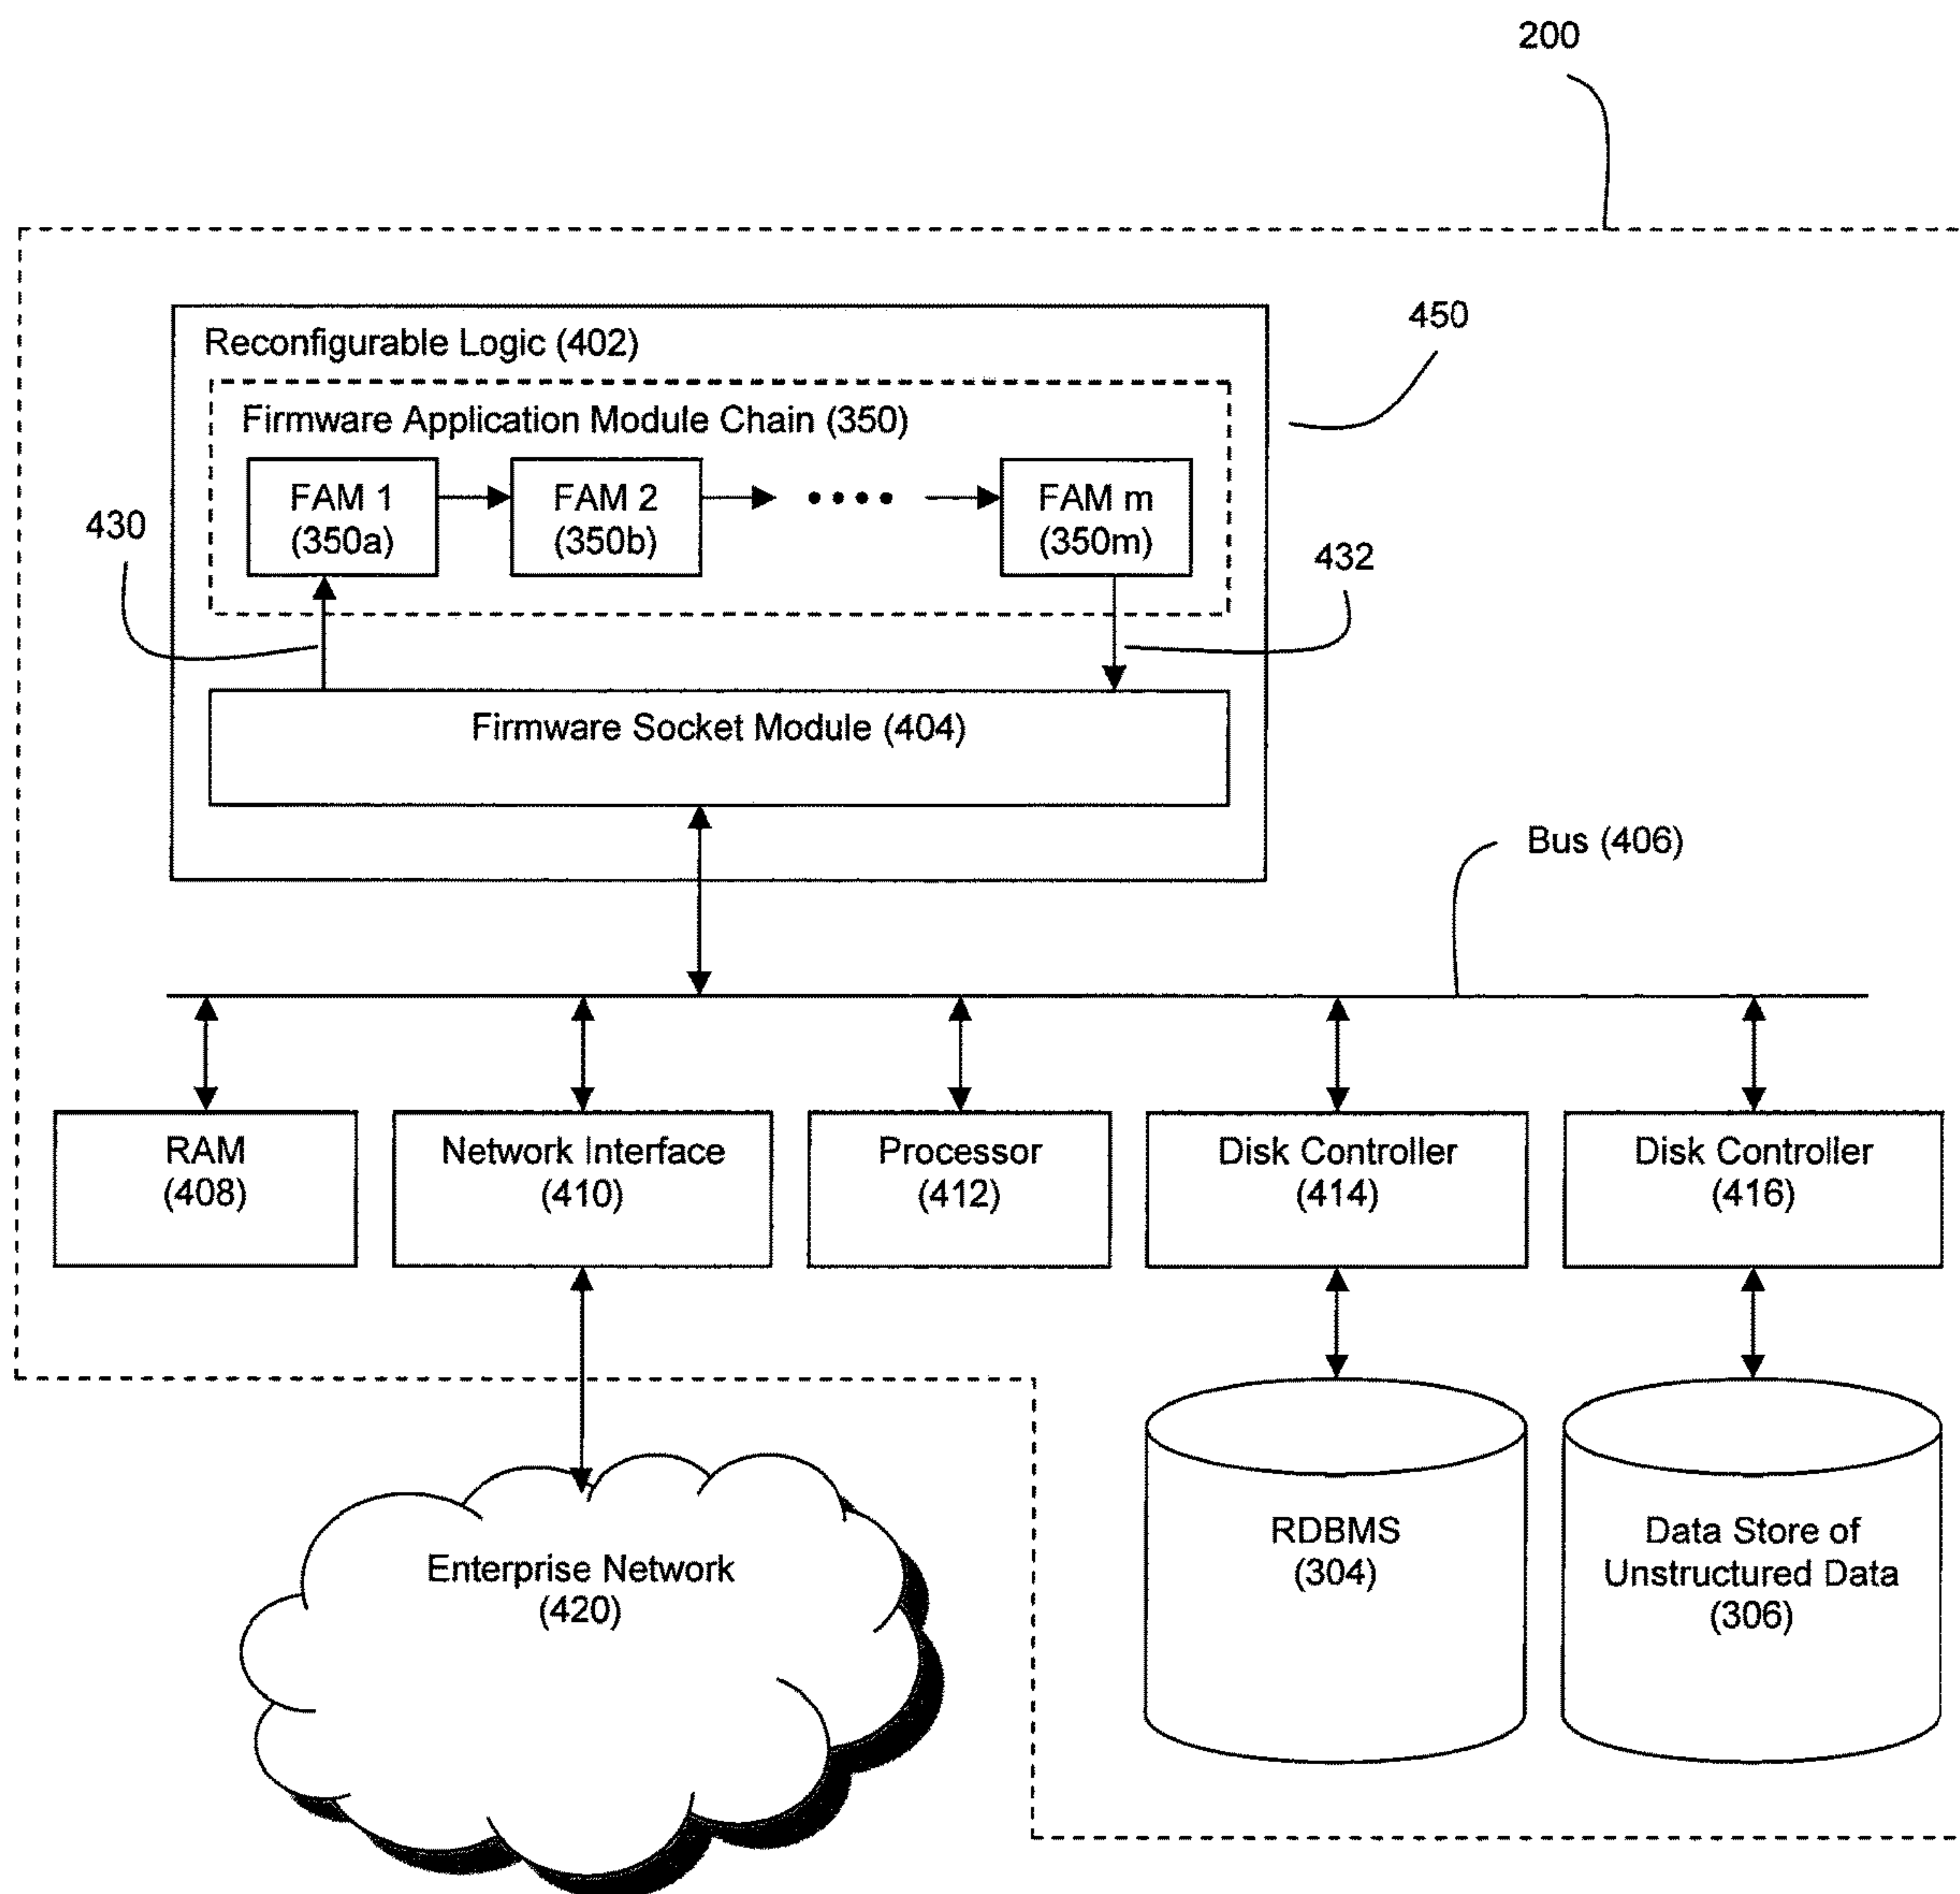 200
450
Reconfigurable Logic (402)
Firmware Application Module Chain (350)
FAM 1
(350a)
FAM 2
(350b)
FAM m
(350m)
430
432
Firmware Socket Module (404)
Bus (406)
RAM
(408)
Network Interface
(410)
Processor
(412)
Disk Controller
(414)
Disk Controller
(416)
Enterprise Network
(420)
RDBMS
(304)
Data Store of
Unstructured Data
(306)